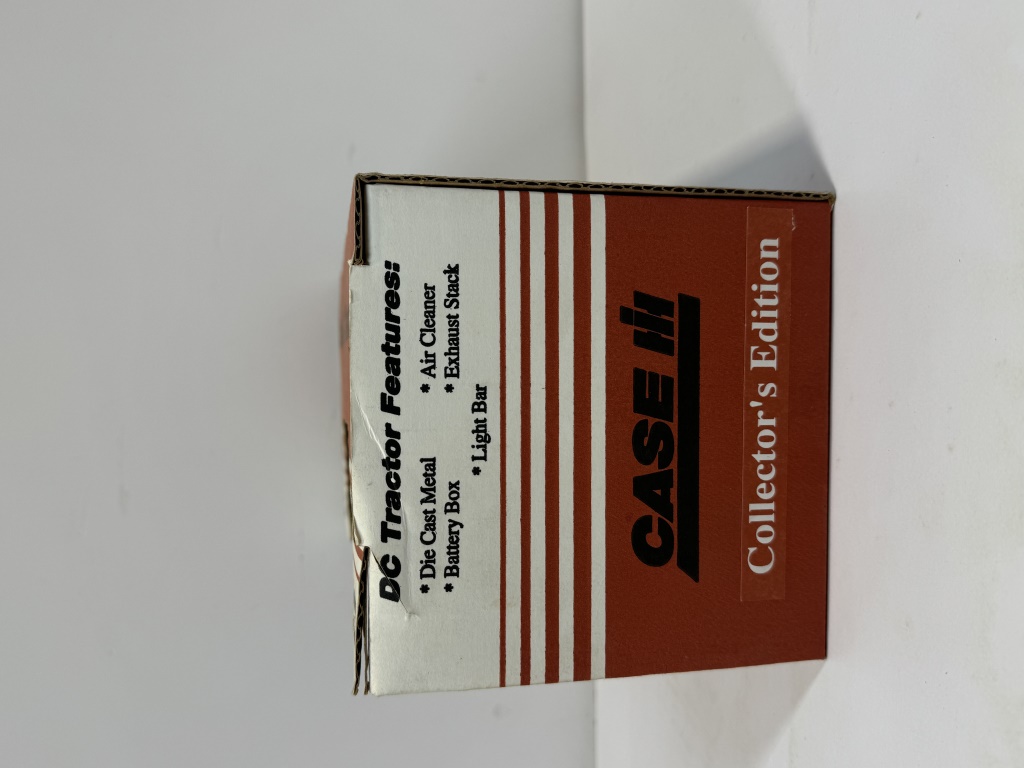 DC Tractor Features:
* Die Cast Metal * Air Cleaner
* Battery Box * Exhaust Stack
* Light Bar
CASE IH
Collector's Edition